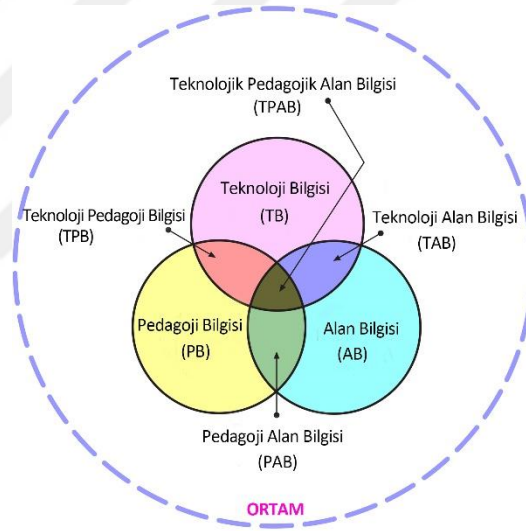 Teknolojik Pedagojik Alan Bilgisi
(TPAB)
Teknoloji Bilgisi
(TB)
Teknoloji Pedagoji Bilgisi
(TPB)
Teknoloji Alan Bilgisi
(TAB)
Pedagoji Bilgisi
(PB)
Alan Bilgisi
(AB)
Pedagoji Alan Bilgisi
(PAB)
ORTAM